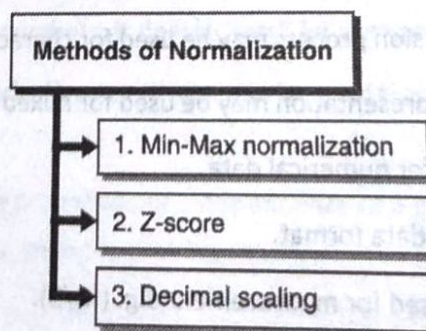 Methods of Normalization
1. Min-Max normalization
2. Z-score
3. Decimal scaling